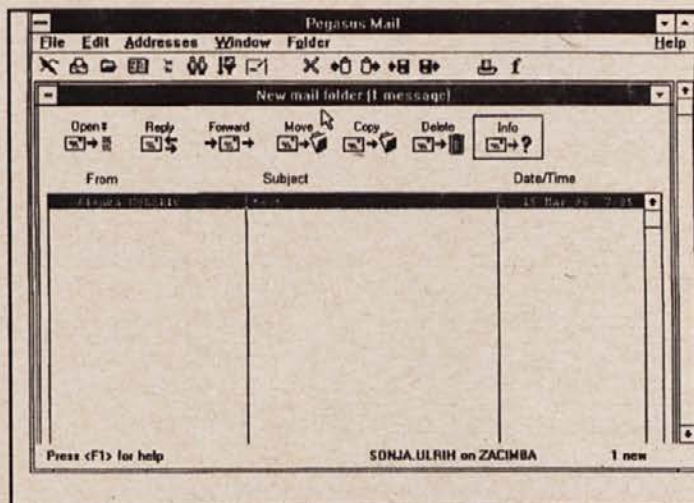 Pegasus Mail
File Edit Addresses Window Folder Help
New mail folder (1 message)
Open Reply Forward Move Copy Delete Info
From Subject Date/Time
Press <F1> for help SONJA.ULRIH on ZACIMBA 1 new